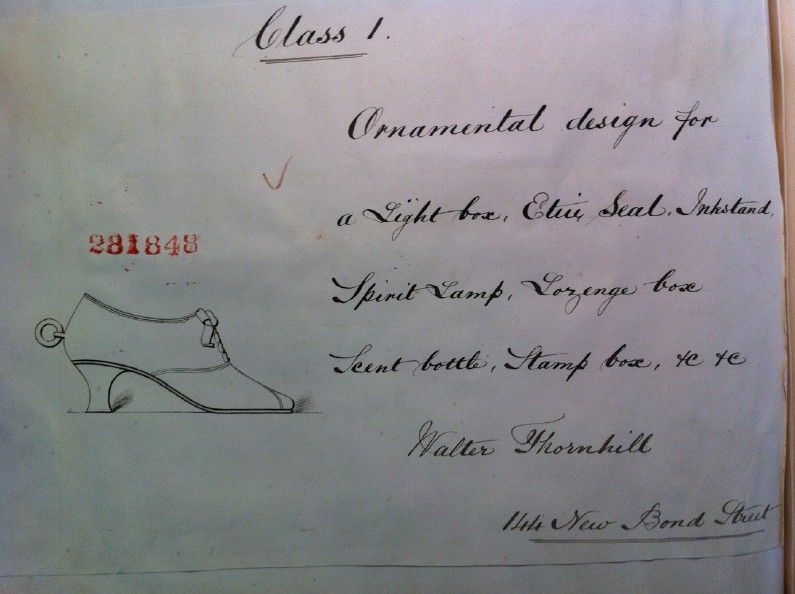 Class 1.
Ornamental design for
a Light box, Etui, Seal, Inkstand,
281848
Spirit Lamp, Lozenge box
Scent bottle, Stamp box, &c &c
Walter Thornhill
144 New Bond Street